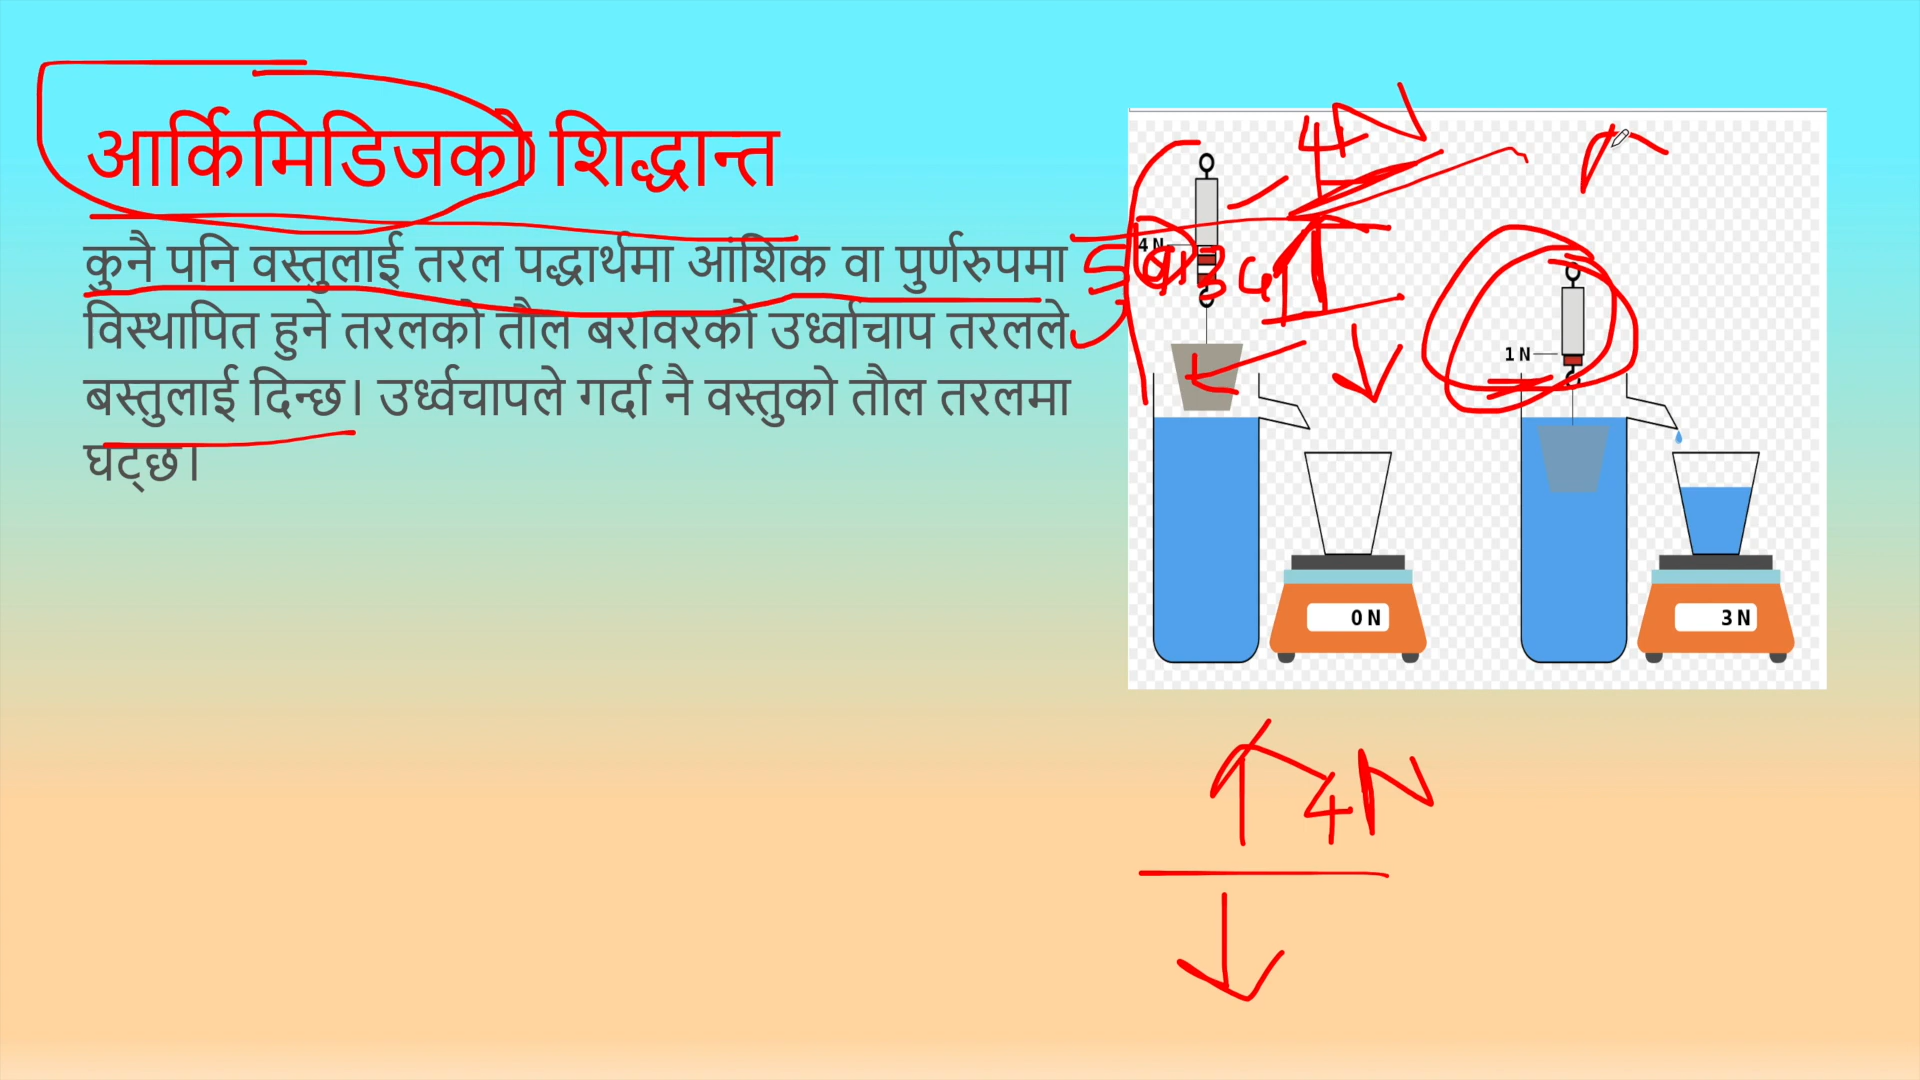 आर्किमिडिजको शिद्धान्त
कुनै पनि वस्तुलाई तरल पद्धार्थमा आंशिक वा पुर्णरुपमा
विस्थापित हुने तरलको तौल बरावरको उर्ध्वाचाप तरलले
बस्तुलाई दिन्छ। उर्ध्वचापले गर्दा नै वस्तुको तौल तरलमा
घट्छ।
4N
4 N
1 N
0 N
3 N
4N